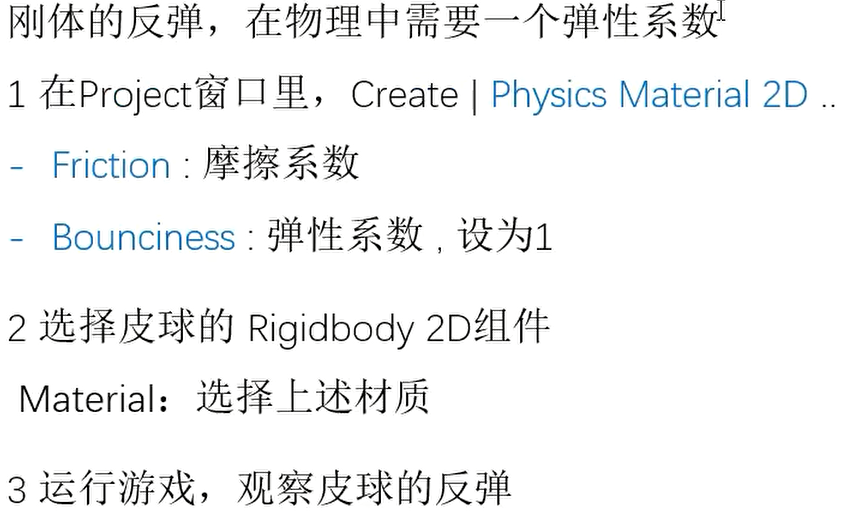 刚体的反弹，在物理中需要一个弹性系数
1 在Project窗口里，Create | Physics Material 2D ..
- Friction : 摩擦系数
- Bounciness : 弹性系数 , 设为1
2 选择皮球的 Rigidbody 2D组件
Material：选择上述材质
3 运行游戏，观察皮球的反弹